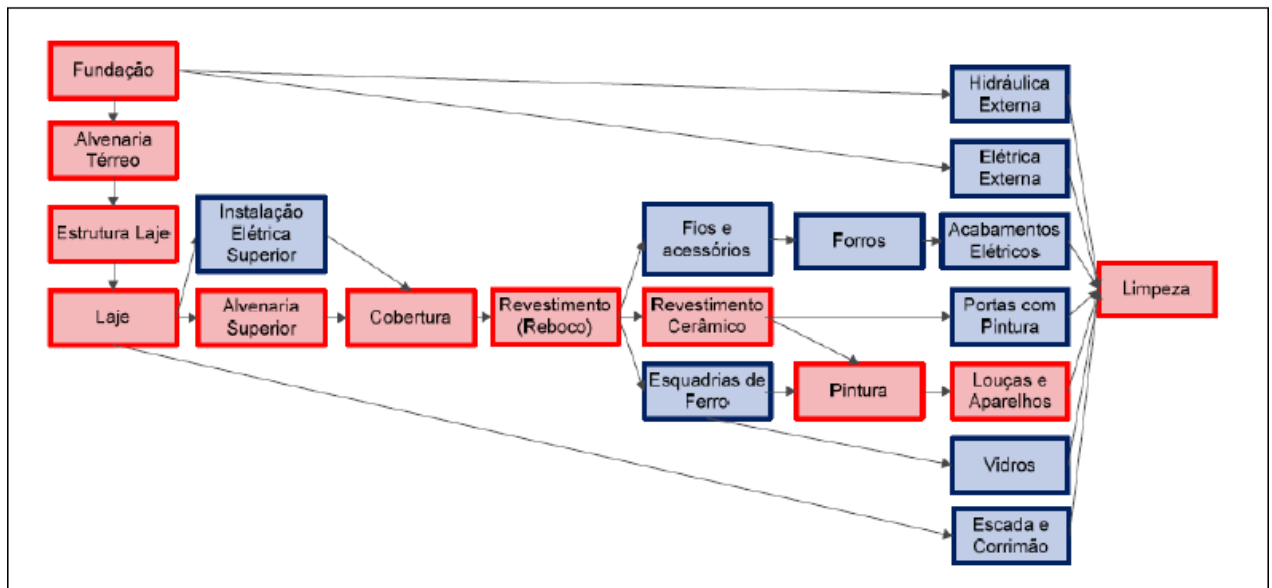 Fundação
Hidráulica
Externa
Alvenaria
Térreo
Elétrica
Externa
Estrutura Laje
Instalação
Elétrica
Superior
Fios e
acessórios
Forros
Acabamentos
Elétricos
Laje
Alvenaria
Superior
Cobertura
Revestimento
(Reboco)
Revestimento
Cerâmico
Portas com
Pintura
Limpeza
Esquadrias de
Ferro
Pintura
Louças e
Aparelhos
Vidros
Escada e
Corrimão